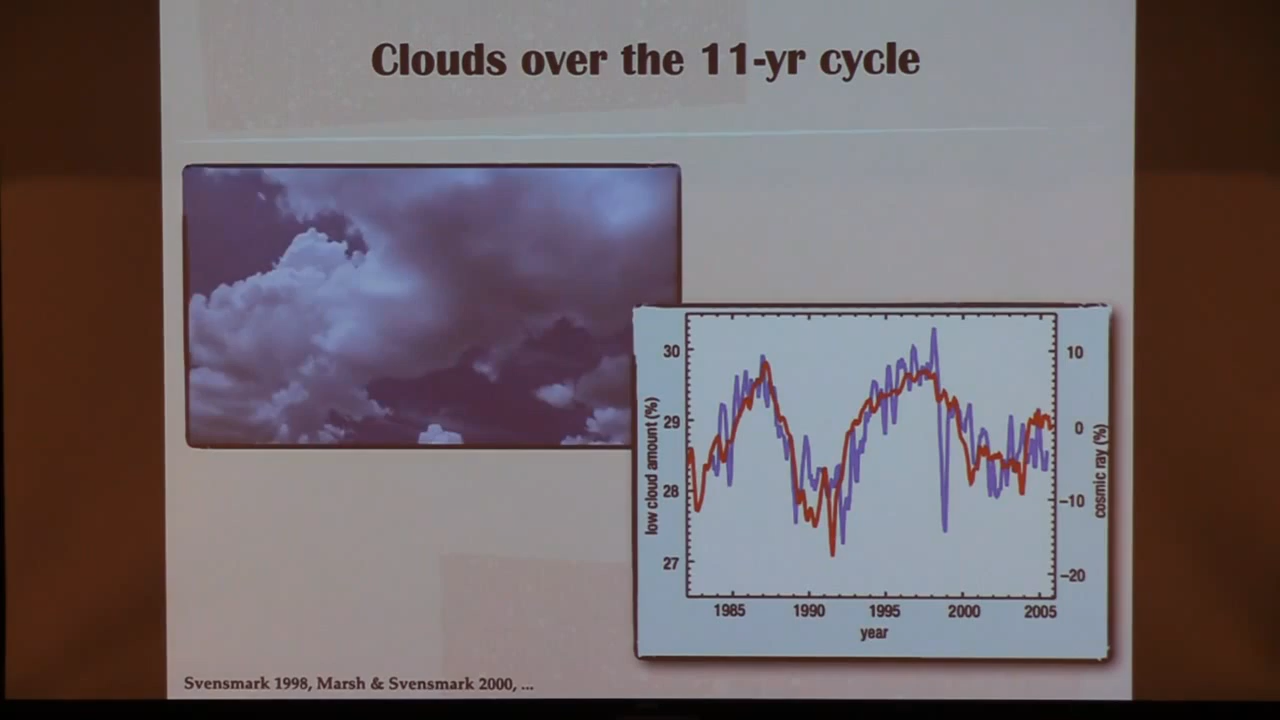 Clouds over the 11-yr cycle
30
29
28
27
low cloud amount (%)
10
0
−10
−20
cosmic ray (%)
1985 1990 1995 2000 2005
year
Svensmark 1998, Marsh & Svensmark 2000, ...